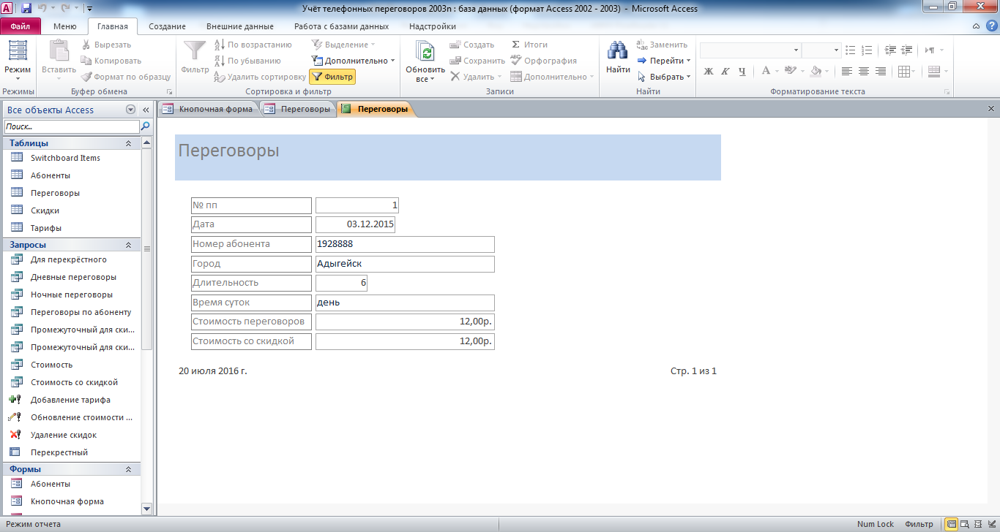 Учёт телефонных переговоров 2003п : база данных (формат Access 2002 - 2003) - Microsoft Access
Файл Меню Главная Создание Внешние данные Работа с базами данных Надстройки
Режим
Режимы
Вставить
Вырезать
Копировать
Формат по образцу
Буфер обмена
Фильтр
По возрастанию
По убыванию
Удалить сортировку
Выделение
Дополнительно
Фильтр
Сортировка и фильтр
Обновить
все
Создать
Сохранить
Удалить
Итоги
Орфография
Дополнительно
Записи
Найти
Заменить
Перейти
Выбрать
Найти
Ж К Ч А
Форматирование текста
Все объекты Access
Поиск...
Таблицы
Switchboard Items
Абоненты
Переговоры
Скидки
Тарифы
Запросы
Для перекрёстного
Дневные переговоры
Ночные переговоры
Переговоры по абоненту
Промежуточный для ски...
Промежуточный для ски...
Стоимость
Стоимость со скидкой
Добавление тарифа
Обновление стоимости ...
Удаление скидок
Перекрестный
Формы
Абоненты
Кнопочная форма
Кнопочная форма Переговоры Переговоры
Переговоры
№ пп 1
Дата 03.12.2015
Номер абонента 1928888
Город Адыгейск
Длительность 6
Время суток день
Стоимость переговоров 12,00р.
Стоимость со скидкой 12,00р.
20 июля 2016 г. Стр. 1 из 1
Режим отчета Num Lock Фильтр